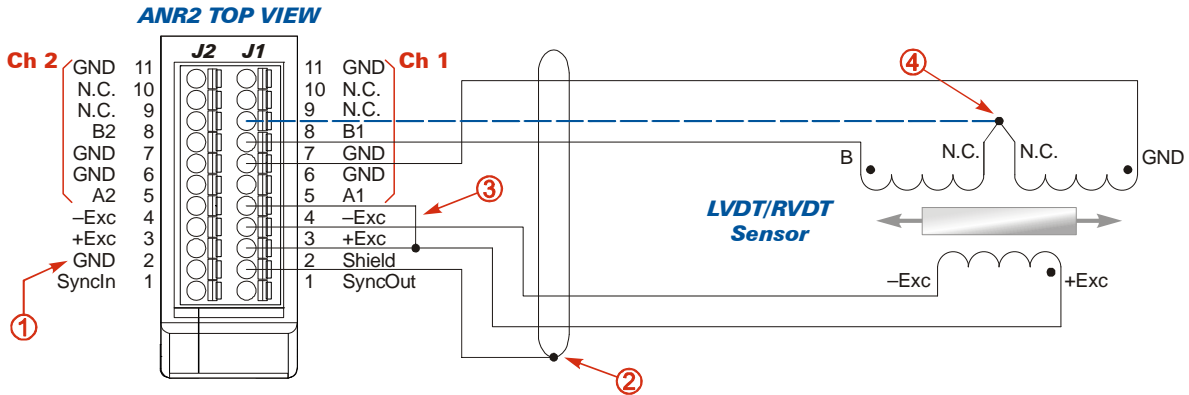 ANR2 TOP VIEW
J2 J1
Ch 2
Ch 1
GND 11
N.C. 10
N.C. 9
B2 8
GND 7
GND 6
A2 5
–Exc 4
+Exc 3
GND 2
SyncIn 1
11 GND
10 N.C.
9 N.C.
8 B1
7 GND
6 GND
5 A1
4 –Exc
3 +Exc
2 Shield
1 SyncOut
1
2
3
4
B
N.C.
N.C.
GND
LVDT/RVDT
Sensor
–Exc
+Exc